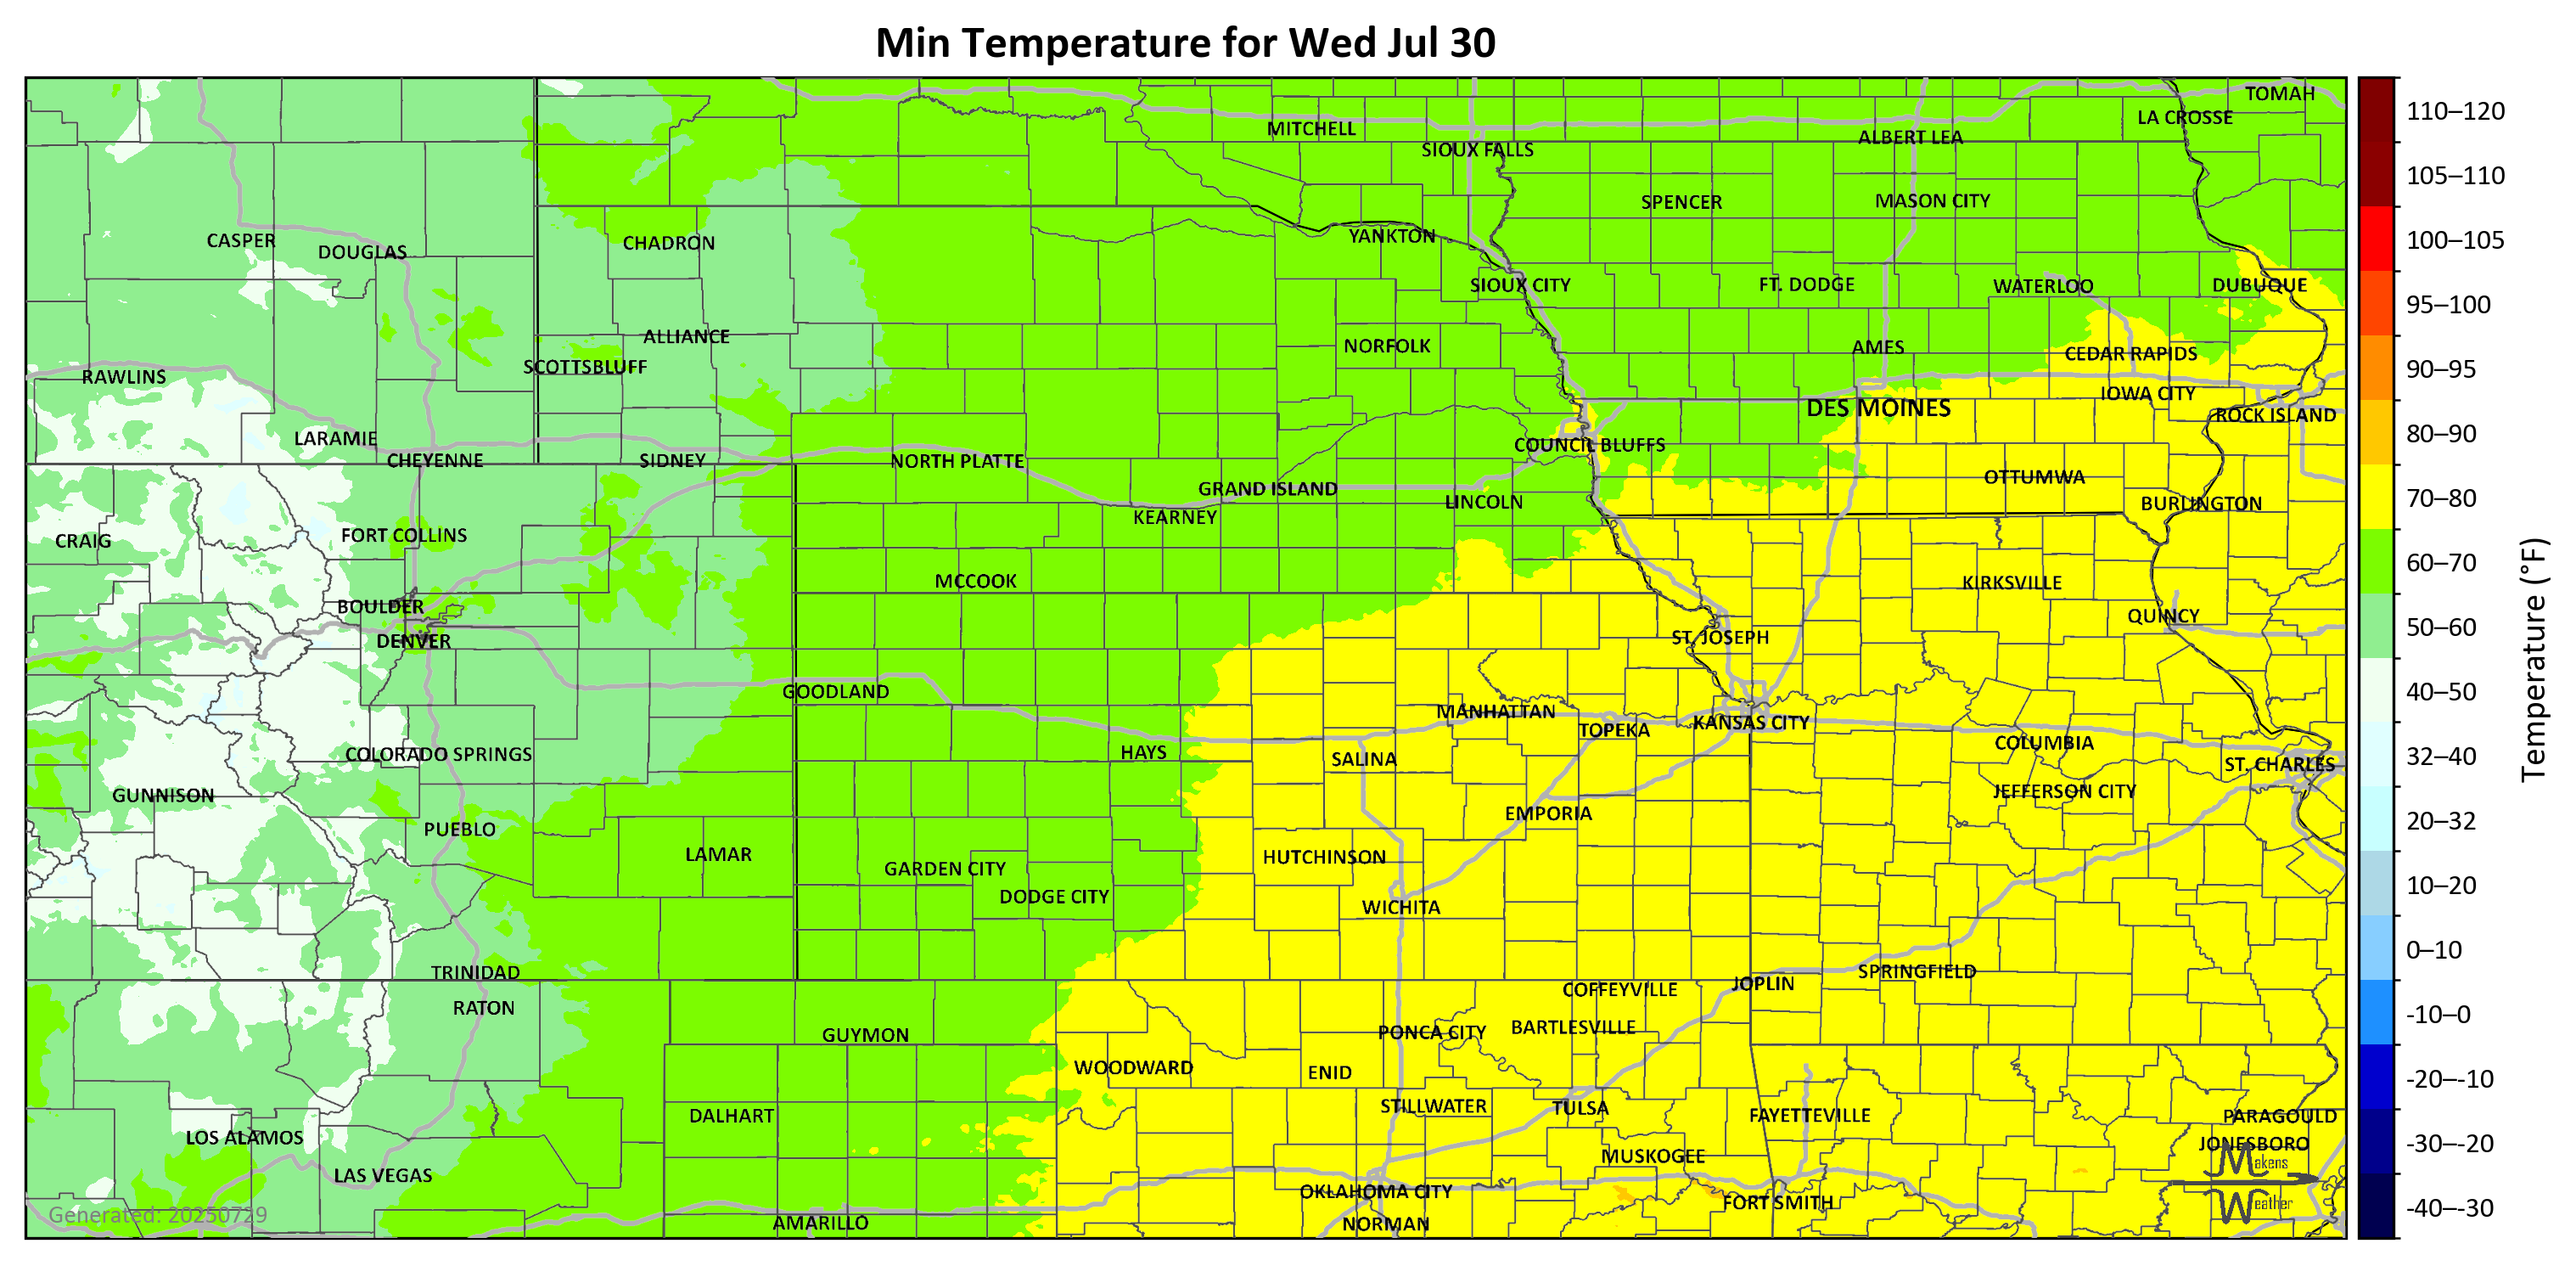 Min Temperature for Wed Jul 30
TOMAH
LA CROSSE
MITCHELL
ALBERT LEA
SIOUX FALLS
SPENCER
MASON CITY
CASPER
DOUGLAS
CHADRON
YANKTON
SIOUX CITY
FT. DODGE
WATERLOO
DUBUQUE
ALLIANCE
NORFOLK
AMES
CEDAR RAPIDS
SCOTTSBLUFF
RAWLINS
IOWA CITY
DES MOINES
ROCK ISLAND
LARAMIE
COUNCIL BLUFFS
CHEYENNE
SIDNEY
NORTH PLATTE
OTTUMWA
GRAND ISLAND
LINCOLN
BURLINGTON
KEARNEY
CRAIG
FORT COLLINS
MCCOOK
KIRKSVILLE
BOULDER
QUINCY
DENVER
ST. JOSEPH
GOODLAND
MANHATTAN
TOPEKA
KANSAS CITY
COLORADO SPRINGS
HAYS
SALINA
COLUMBIA
ST. CHARLES
GUNNISON
JEFFERSON CITY
EMPORIA
PUEBLO
LAMAR
HUTCHINSON
GARDEN CITY
DODGE CITY
WICHITA
TRINIDAD
SPRINGFIELD
JOPLIN
COFFEYVILLE
RATON
GUYMON
PONCA CITY
BARTLESVILLE
WOODWARD
ENID
DALHART
STILLWATER
TULSA
FAYETTEVILLE
PARAGOULD
LOS ALAMOS
JONESBORO
MUSKOGEE
LAS VEGAS
OKLAHOMA CITY
FORT SMITH
AMARILLO
NORMAN
Generated: 20250729
Makens
Weather
110–120
105–110
100–105
95–100
90–95
80–90
70–80
60–70
50–60
40–50
32–40
20–32
10–20
0–10
-10–0
-20–-10
-30–-20
-40–-30
Temperature (°F)